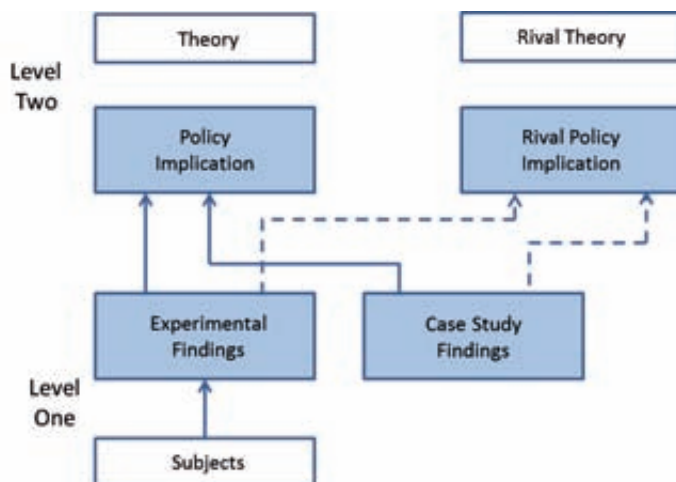 Theory
Rival Theory
Level
Two
Policy
Implication
Rival Policy
Implication
Experimental
Findings
Case Study
Findings
Level
One
Subjects